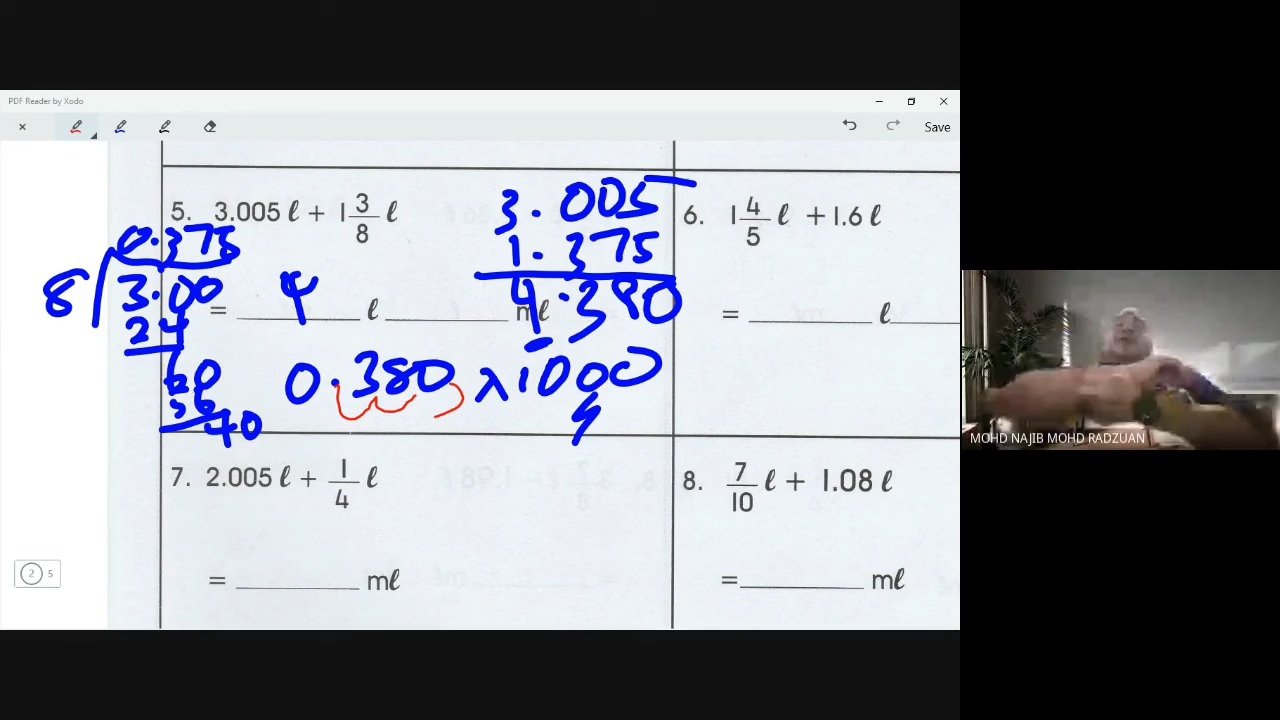 PDF Reader by Xodo
Save
5. 3.005 ℓ + 1 3/8 ℓ
= 4 ℓ mℓ
0.375
8 3.00
24
60
56
40
3.005
1.375
4.380
0.380 x 1000
6. 1 4/5 ℓ + 1.6 ℓ
= ℓ
7. 2.005 ℓ + 1/4 ℓ
= mℓ
8. 7/10 ℓ + 1.08 ℓ
= mℓ
2 5
MOHD NAJIB MOHD RADZUAN